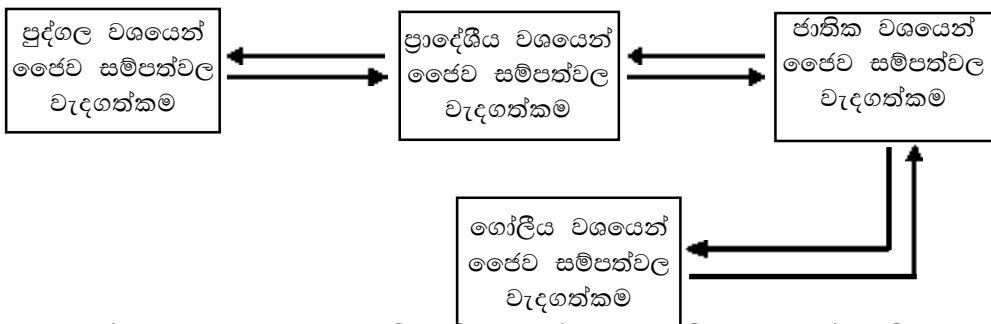 පුද්ගල වශයෙන්
ජෛව සම්පත්වල
වැදගත්කම
ප්‍රාදේශීය වශයෙන්
ජෛව සම්පත්වල
වැදගත්කම
ජාතික වශයෙන්
ජෛව සම්පත්වල
වැදගත්කම
ගෝලීය වශයෙන්
ජෛව සම්පත්වල
වැදගත්කම